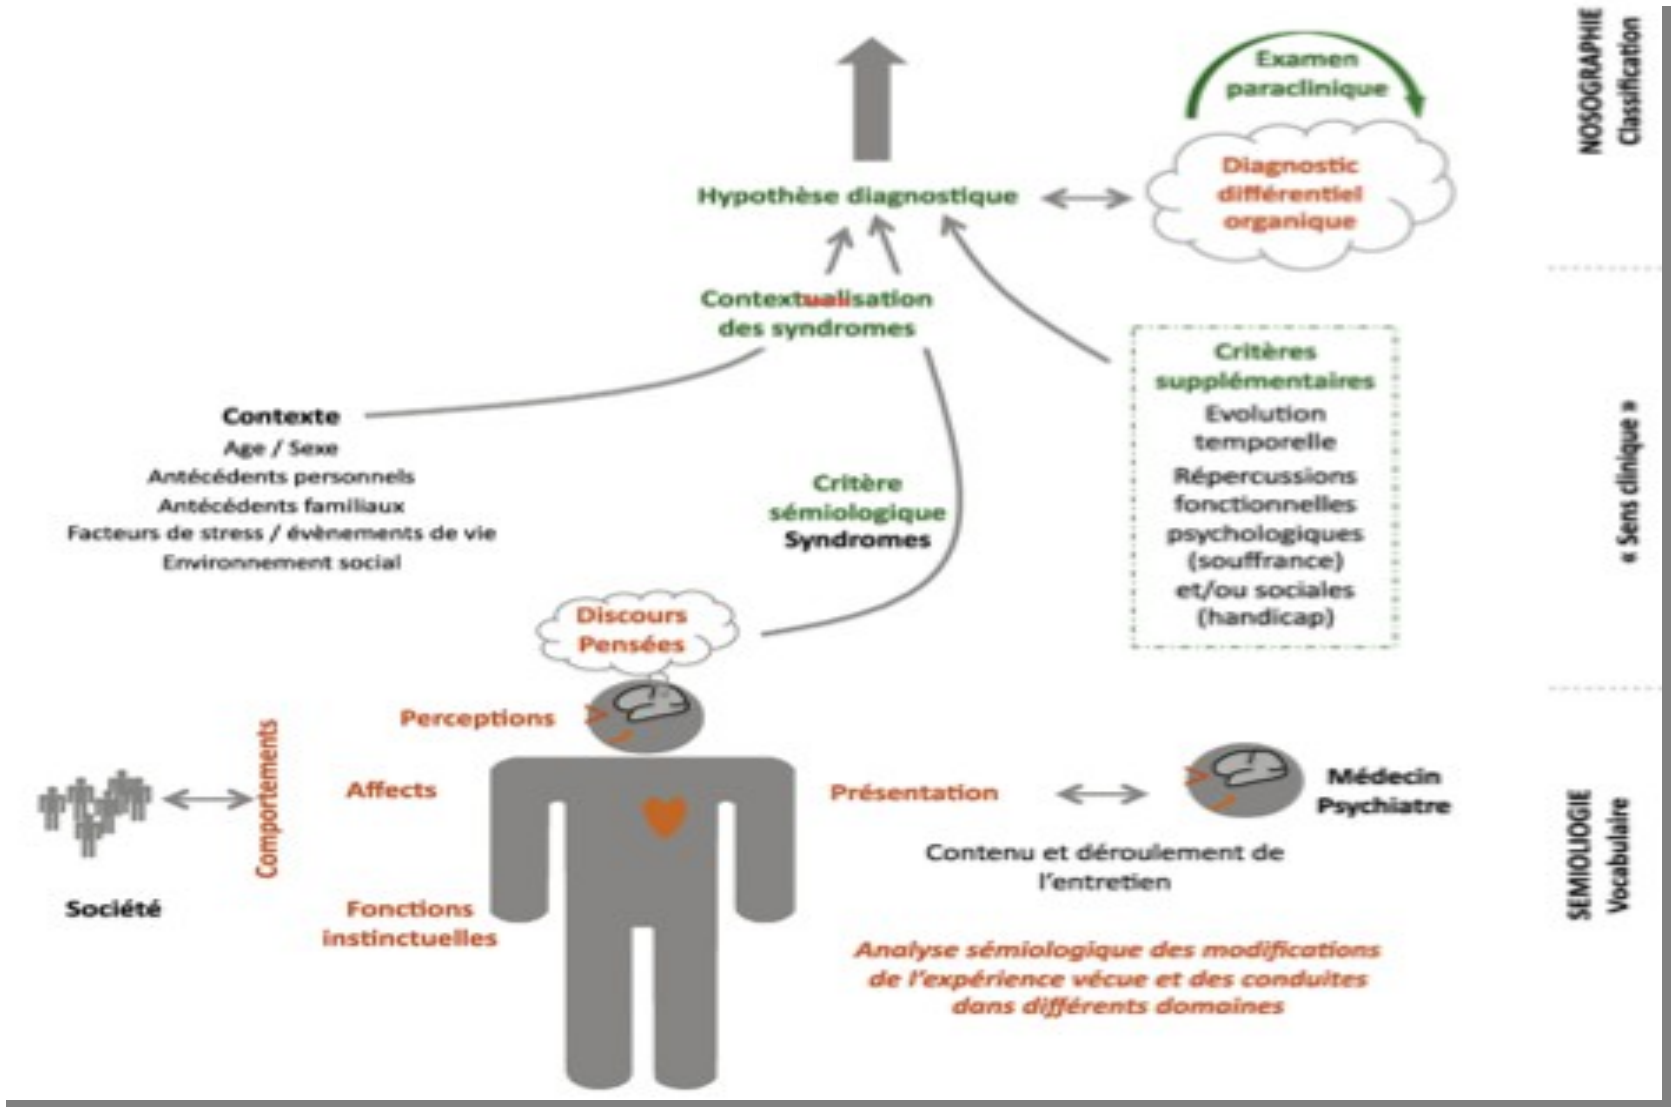 NOSOGRAPHIE
Classification
Examen
paraclinique
Diagnostic
différentiel
organique
Hypothèse diagnostique
Contextualisation
des syndromes
Critères
supplémentaires
Evolution
temporelle
Répercussions
fonctionnelles
psychologiques
(souffrance)
et/ou sociales
(handicap)
« Sens clinique »
Contexte
Age / Sexe
Antécédents personnels
Antécédents familiaux
Facteurs de stress / évènements de vie
Environnement social
Critère
sémiologique
Syndromes
Discours
Pensées
Perceptions
Comportements
Affects
Présentation
Médecin
Psychiatre
Société
Fonctions
instinctuelles
Contenu et déroulement de
l'entretien
Analyse sémiologique des modifications
de l'expérience vécue et des conduites
dans différents domaines
SEMIOLIOGIE
Vocabulaire